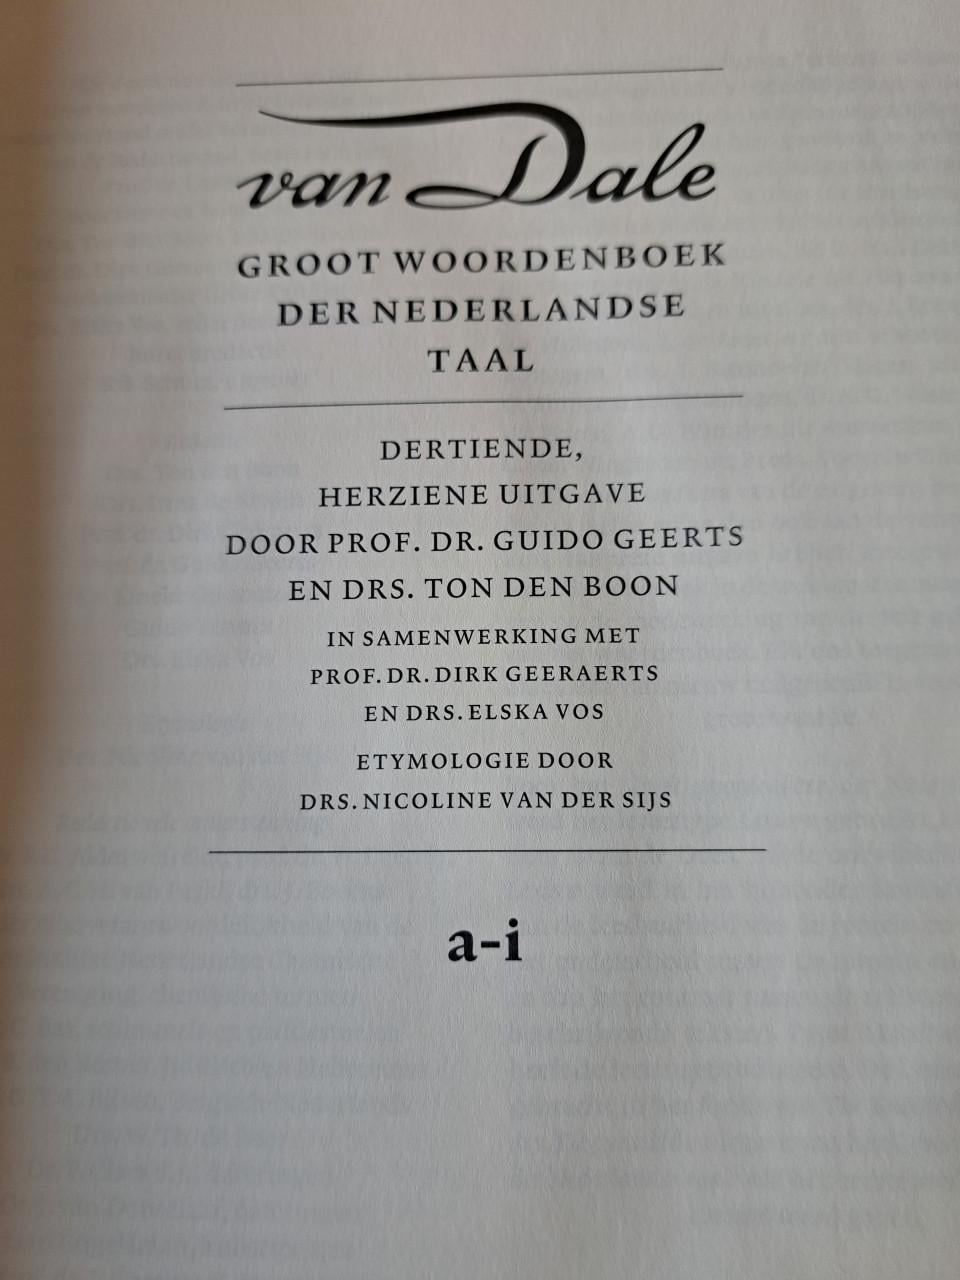 van Dale
GROOT WOORDENBOEK
DER NEDERLANDSE
TAAL
DERTIENDE,
HERZIENE UITGAVE
DOOR PROF. DR. GUIDO GEERTS
EN DRS. TON DEN BOON
IN SAMENWERKING MET
PROF. DR. DIRK GEERAERTS
EN DRS. ELSKA VOS
ETYMOLOGIE DOOR
DRS. NICOLINE VAN DER SIJS
a-i